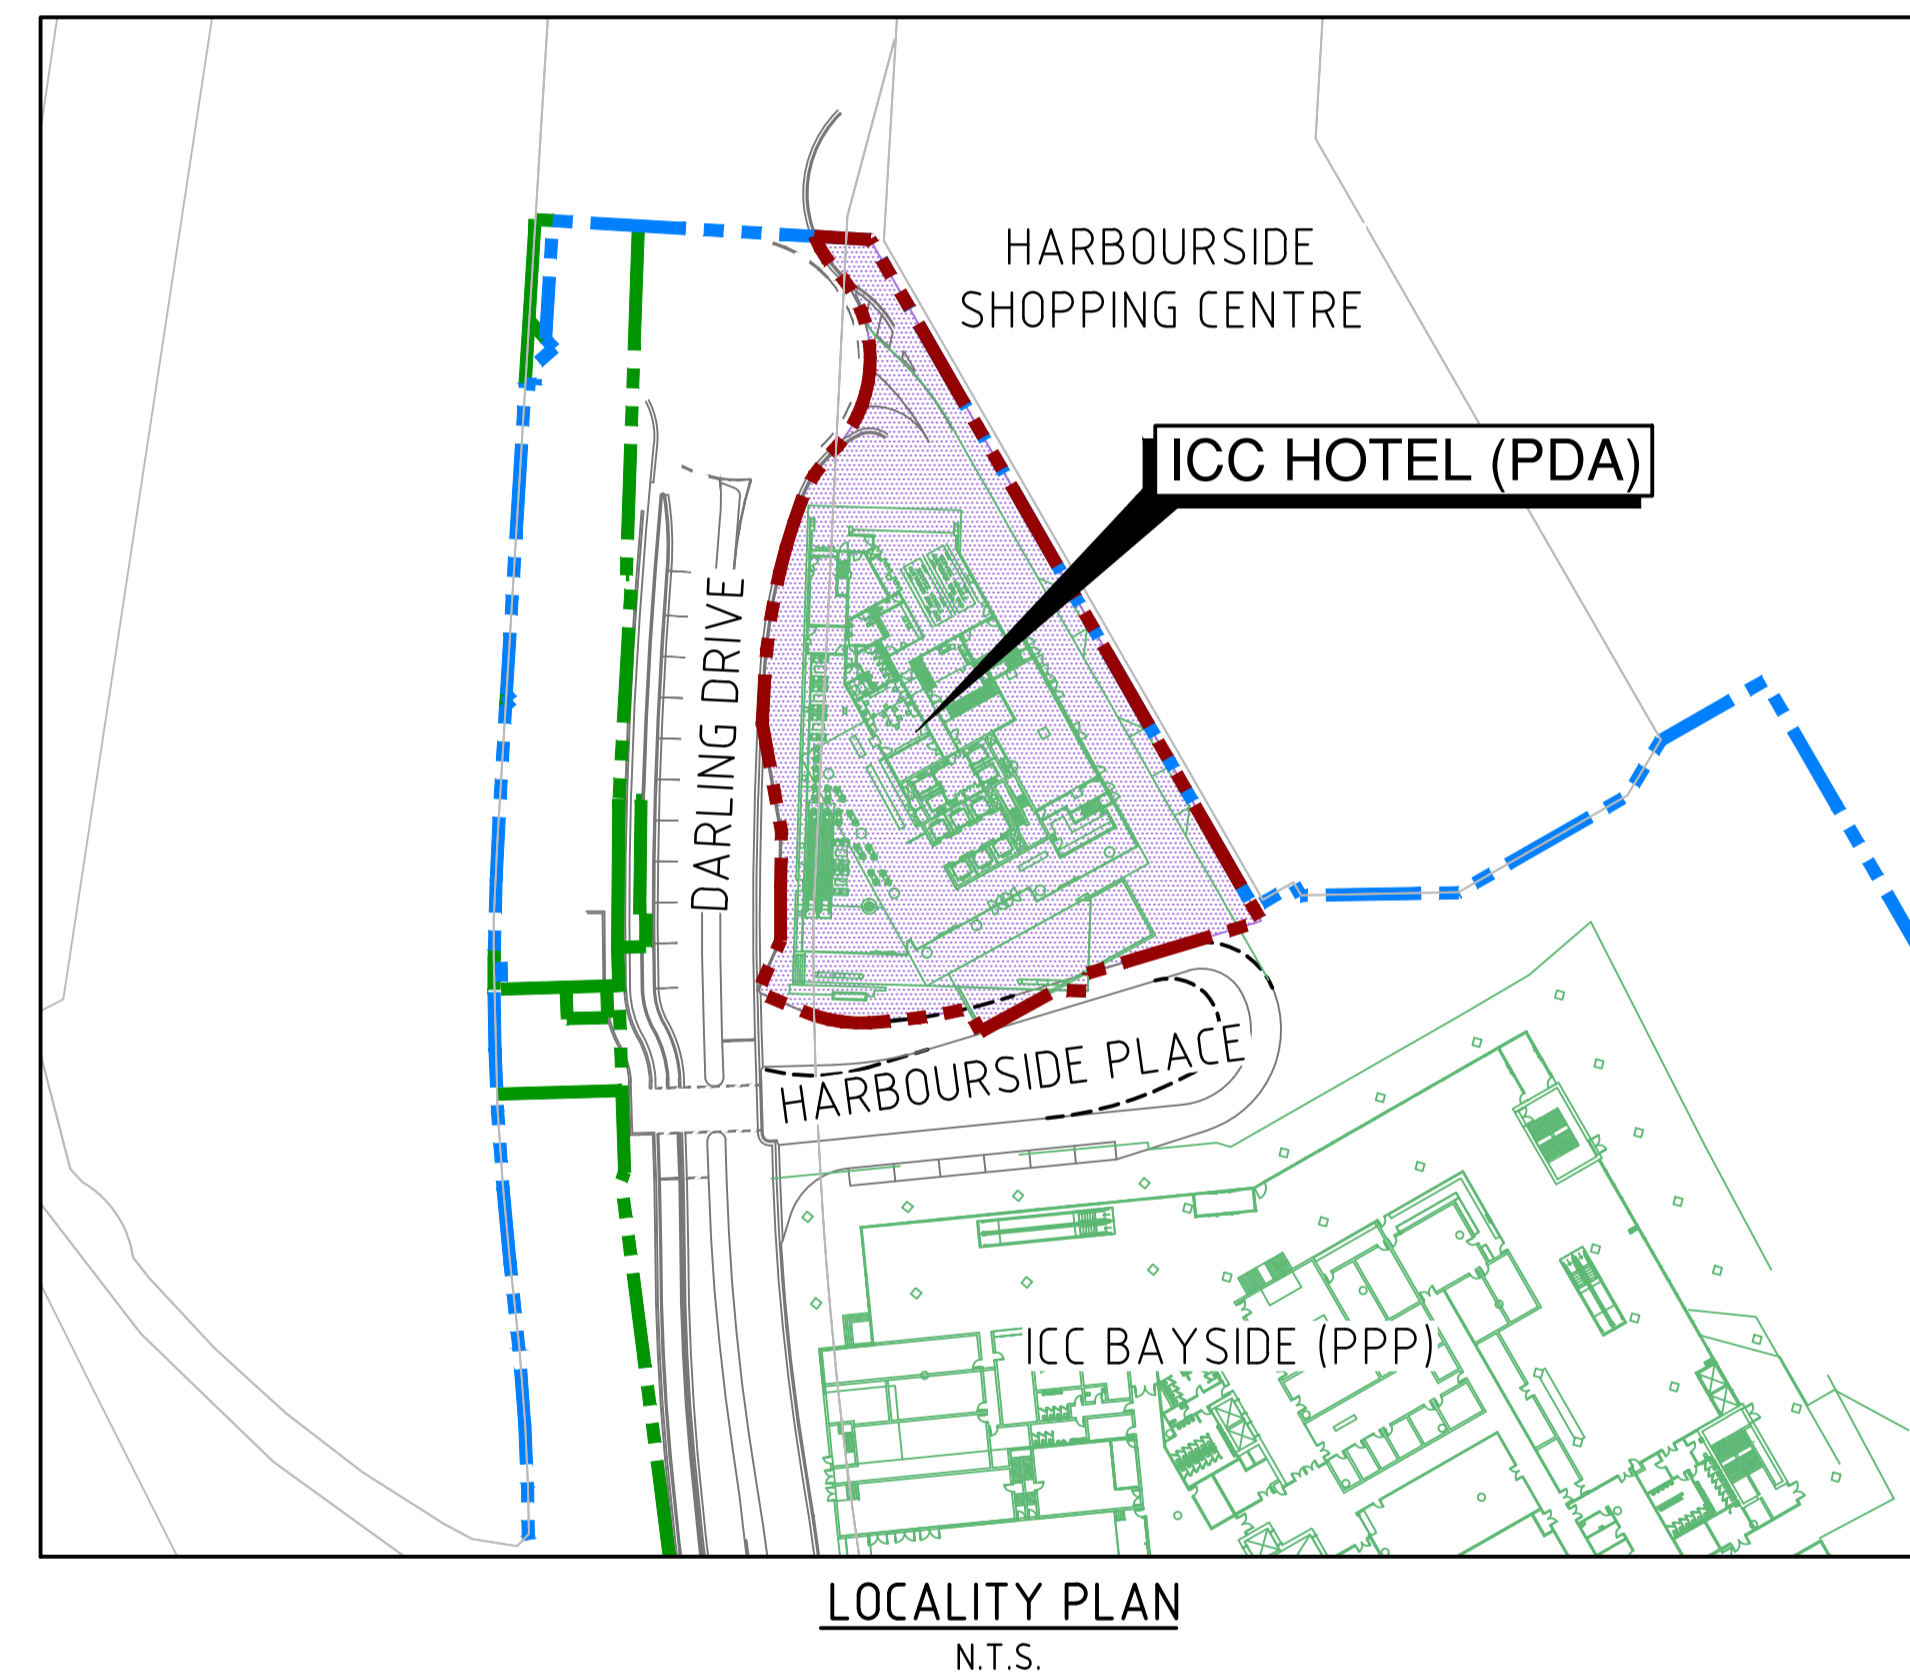 HARBOURSIDE
SHOPPING CENTRE
ICC HOTEL (PDA)
DARLING DRIVE
HARBOURSIDE PLACE
ICC BAYSIDE (PPP)
LOCALITY PLAN
N.T.S.